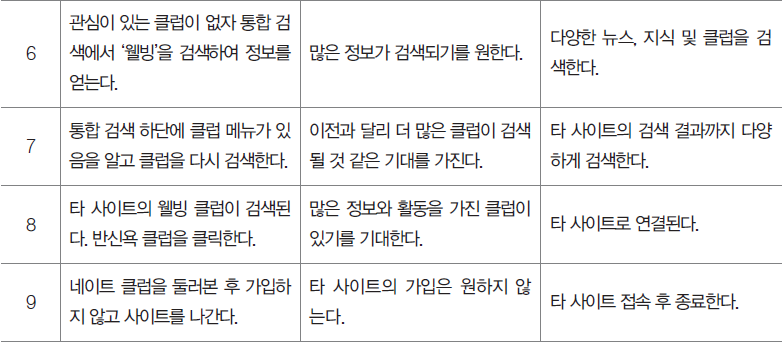 6
관심이 있는 클럽이 없자 통합 검
색에서 ‘웰빙’을 검색하여 정보를
얻는다.
많은 정보가 검색되기를 원한다.
다양한 뉴스, 지식 및 클럽을 검
색한다.
7
통합 검색 하단에 클럽 메뉴가 있
음을 알고 클럽을 다시 검색한다.
이전과 달리 더 많은 클럽이 검색
될 것 같은 기대를 가진다.
타 사이트의 검색 결과까지 다양
하게 검색한다.
8
타 사이트의 웰빙 클럽이 검색된
다. 반신욕 클럽을 클릭한다.
많은 정보와 활동을 가진 클럽이
있기를 기대한다.
타 사이트로 연결된다.
9
네이트 클럽을 둘러본 후 가입하
지 않고 사이트를 나간다.
타 사이트의 가입은 원하지 않
는다.
타 사이트 접속 후 종료한다.